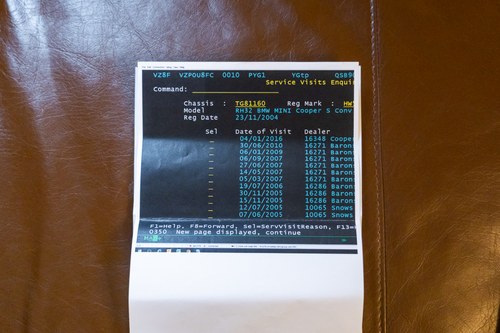 VZ8F VZPOU8FC 0010 PYG1 YGtp
Service Visits Enqui
Command:
Chassis : TG81160 Reg Mark :
Model RH32 BMW MINI Cooper S Conv
Reg Date 23/11/2004
Sel Date of Visit Dealer
04/01/2016 16348 Cooper
30/06/2010 16271 Baron
06/01/2009 16271 Baron
06/09/2007 16271 Baron
27/06/2007 16271 Baron
14/05/2007 16271 Baron
05/03/2007 16271 Baron
19/07/2006 16286 Baron
30/11/2005 16286 Baron
15/11/2005 16286 Baron
12/07/2005 10065 Snows
07/06/2005 10065 Snows
F1=Help, F8=Forward, Sel=ServVisitReason, F13=
0350 New page displayed, continue